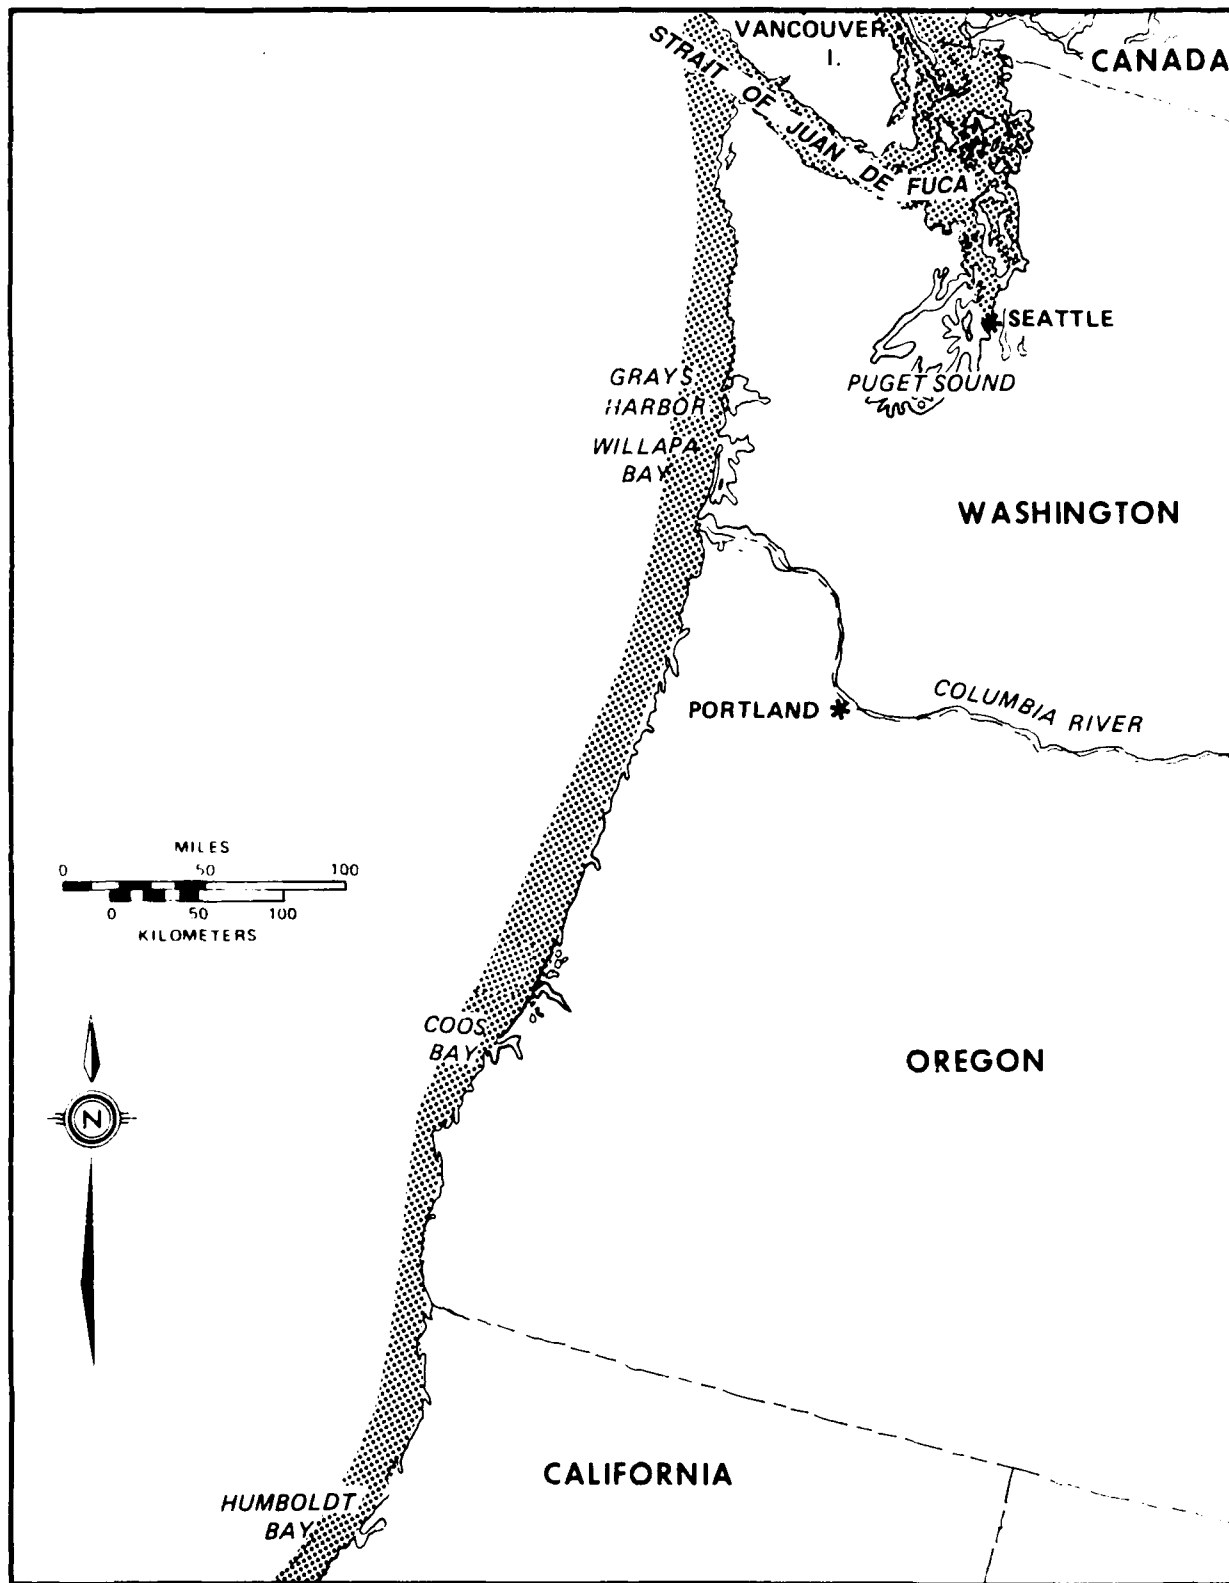 VANCOUVER
I.
CANADA
STRAIT OF JUAN DE FUCA
SEATTLE
GRAYS
HARBOR
PUGET SOUND
WILLAPA
BAY
WASHINGTON
COLUMBIA RIVER
PORTLAND
MILES
0 50 100
0 50 100
KILOMETERS
COOS
BAY
OREGON
N
CALIFORNIA
HUMBOLDT
BAY